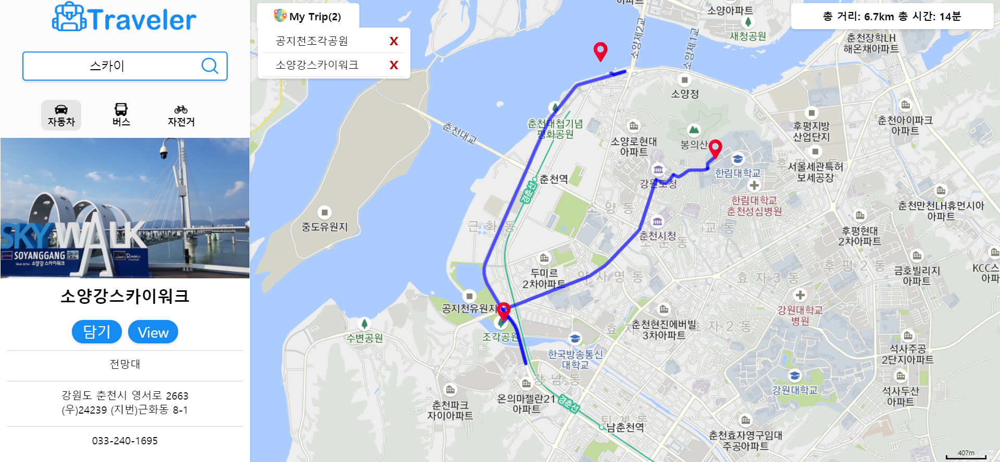 Traveler
스카이
자동차
버스
자전거
SKY WALK
SOYANGGANG
Since 2016 소양강 스카이워크
소양강스카이워크
담기
View
전망대
강원도 춘천시 영서로 2663
(우)24239 (지번)근화동 8-1
033-240-1695
My Trip(2)
공지천조각공원 X
소양강스카이워크 X
총 거리: 6.7km 총 시간: 14분
소양아파트
새청공원
소양제2교
소양제1교
춘천장학LH
해온채아파트
소양정
춘천대첩기념
평화공원
춘천대교
소양로현대
아파트
봉의산
후평지방
산업단지
춘천아이파크
아파트
서울세관특허
보세공장
한림대학교
강원도청
춘천역
경춘선
한림대학교
춘천성심병원
춘천만천LH휴먼시아
아파트
소양동
근화동
중도유원지
춘천시청
교동
조운동
후평현대
2차아파트
두미르
2차아파트
약사명동
효자3동
후평2동
금호빌리지
아파트
KCC스
아파
공지천유원지
강원대학교
병원
조각공원
수변공원
춘천현진에버빌
3차아파트
효자2동
한국방송통신
대학교
석사주공
2단지아파트
강남동
강원대학교
석사두산
아파트
춘천파크
자이아파트
온의마젤란21
아파트
경춘선
퇴계동
남춘천역
춘천효자영구임대
주공아파트
407m